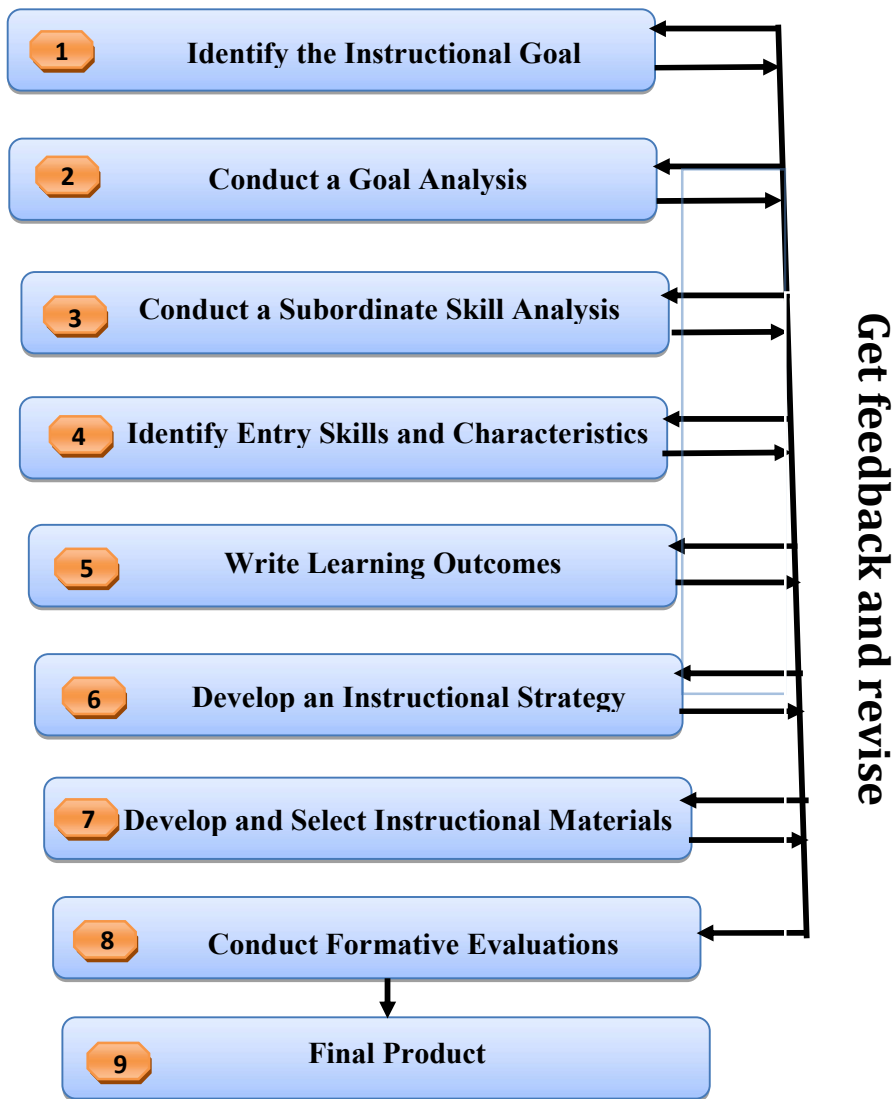 1 Identify the Instructional Goal
2 Conduct a Goal Analysis
3 Conduct a Subordinate Skill Analysis
4 Identify Entry Skills and Characteristics
5 Write Learning Outcomes
6 Develop an Instructional Strategy
7 Develop and Select Instructional Materials
8 Conduct Formative Evaluations
9 Final Product
Get feedback and revise